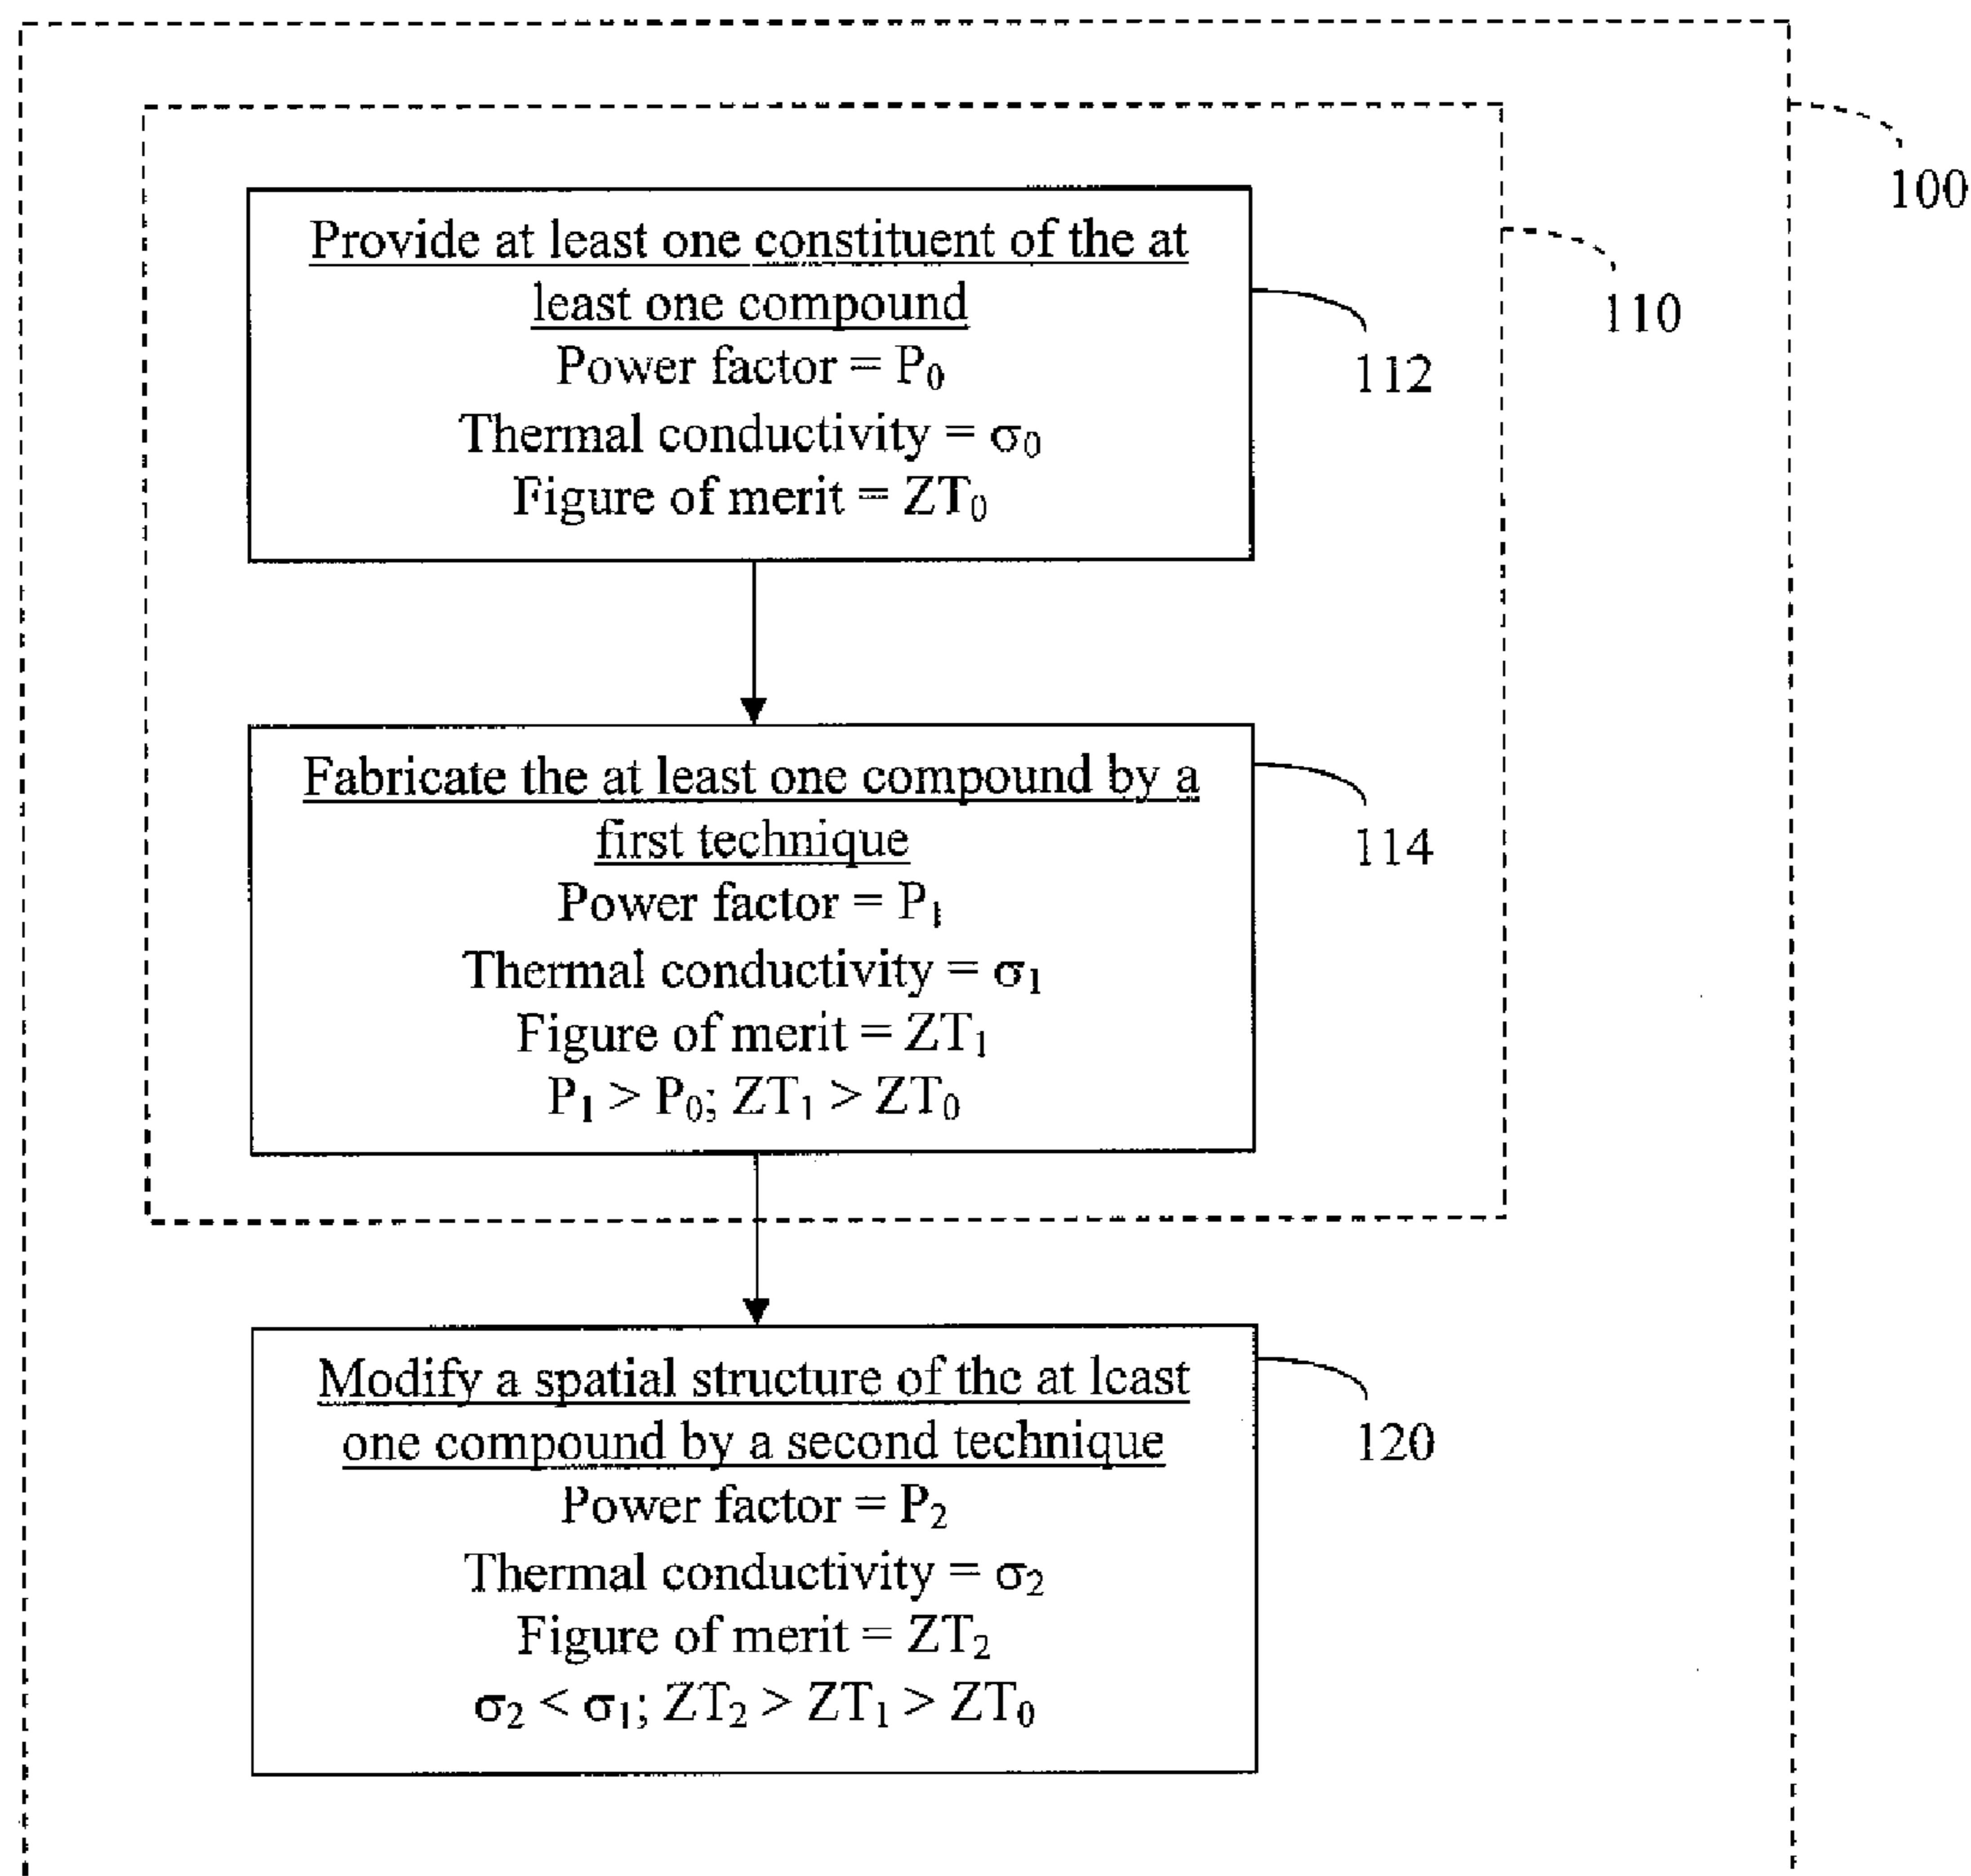 100
110
Provide at least one constituent of the at
least one compound
Power factor = P₀
Thermal conductivity = σ₀
Figure of merit = ZT₀
112
Fabricate the at least one compound by a
first technique
Power factor = P₁
Thermal conductivity = σ₁
Figure of merit = ZT₁
P₁ > P₀; ZT₁ > ZT₀
114
Modify a spatial structure of the at least
one compound by a second technique
Power factor = P₂
Thermal conductivity = σ₂
Figure of merit = ZT₂
σ₂ < σ₁; ZT₂ > ZT₁ > ZT₀
120